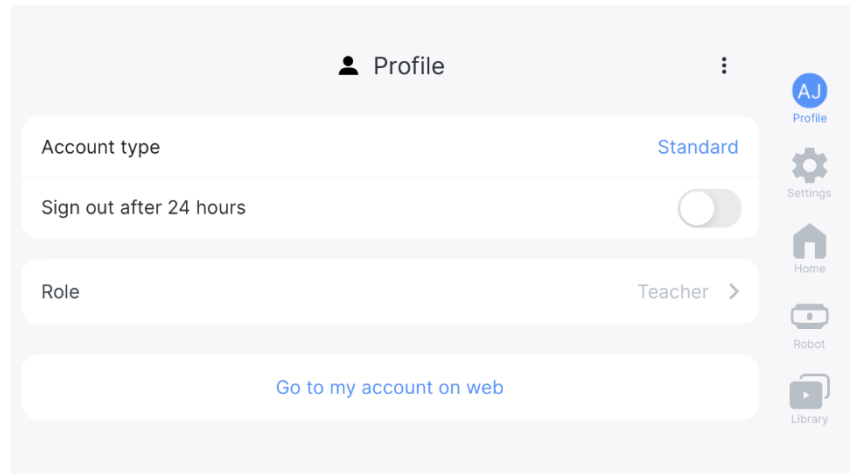 Profile
Account type
Standard
Sign out after 24 hours
Role
Teacher
Go to my account on web
AJ
Profile
Settings
Home
Robot
Library